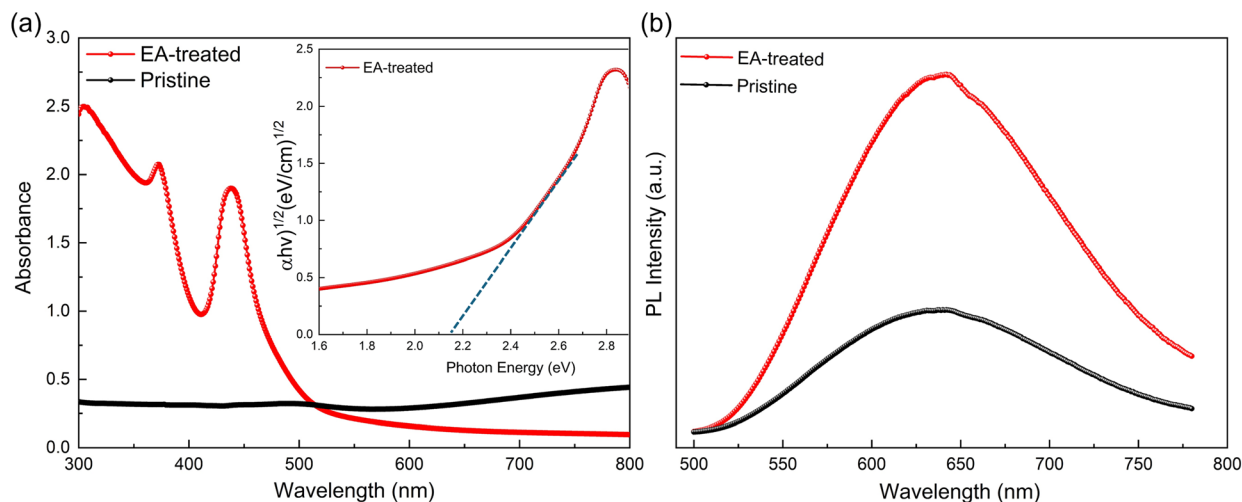 (a)
3.0
2.5
2.0
1.5
1.0
0.5
0.0
Absorbance
EA-treated
Pristine
300 400 500 600 700 800
Wavelength (nm)
2.5
2.0
1.5
1.0
0.5
0.0
αhv)1/2(eV/cm)1/2
EA-treated
1.6 1.8 2.0 2.2 2.4 2.6 2.8
Photon Energy (eV)
(b)
PL Intensity (a.u.)
EA-treated
Pristine
500 550 600 650 700 750 800
Wavelength (nm)